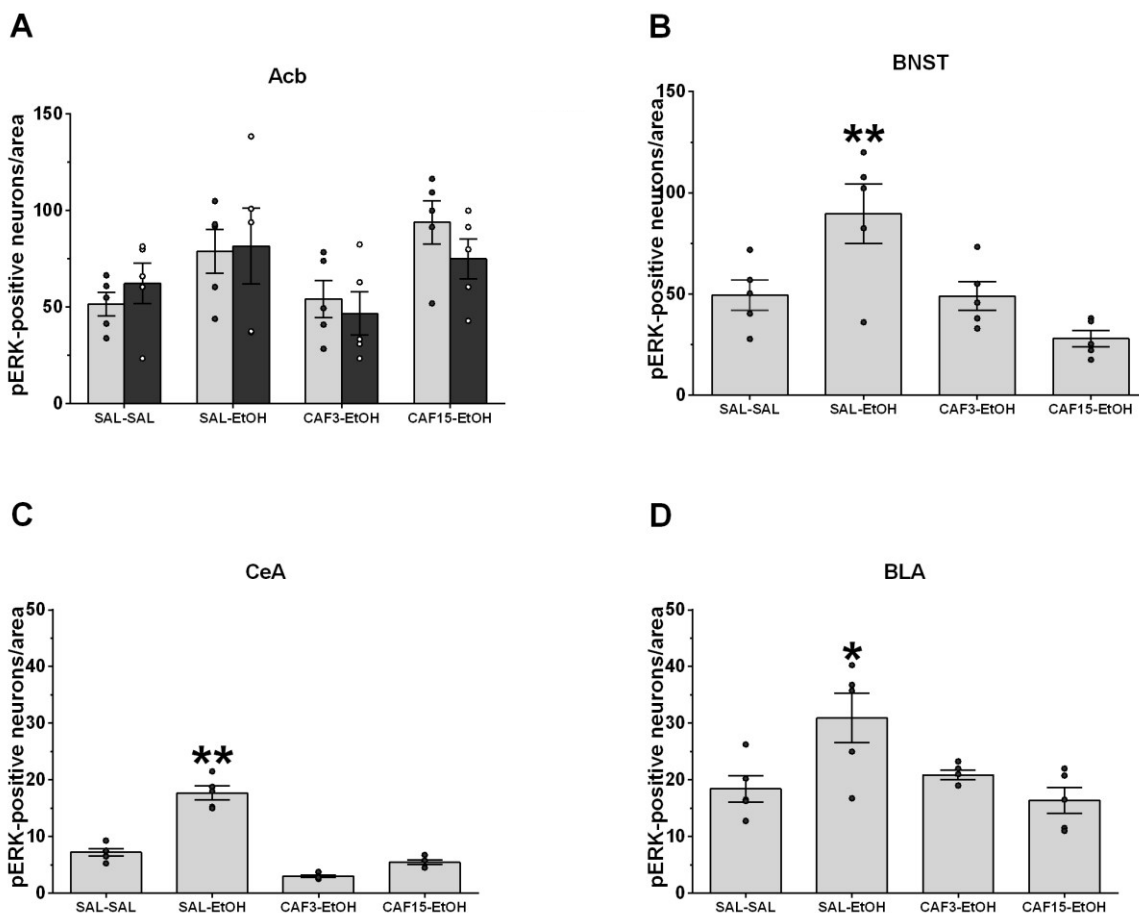 A
Acb
pERK-positive neurons/area
150
100
50
0
SAL-SAL SAL-EtOH CAF3-EtOH CAF15-EtOH
B
BNST
pERK-positive neurons/area
150
100
50
0
**
SAL-SAL SAL-EtOH CAF3-EtOH CAF15-EtOH
C
CeA
pERK-positive neurons/area
50
40
30
20
10
0
**
SAL-SAL SAL-EtOH CAF3-EtOH CAF15-EtOH
D
BLA
pERK-positive neurons/area
50
40
30
20
10
0
*
SAL-SAL SAL-EtOH CAF3-EtOH CAF15-EtOH